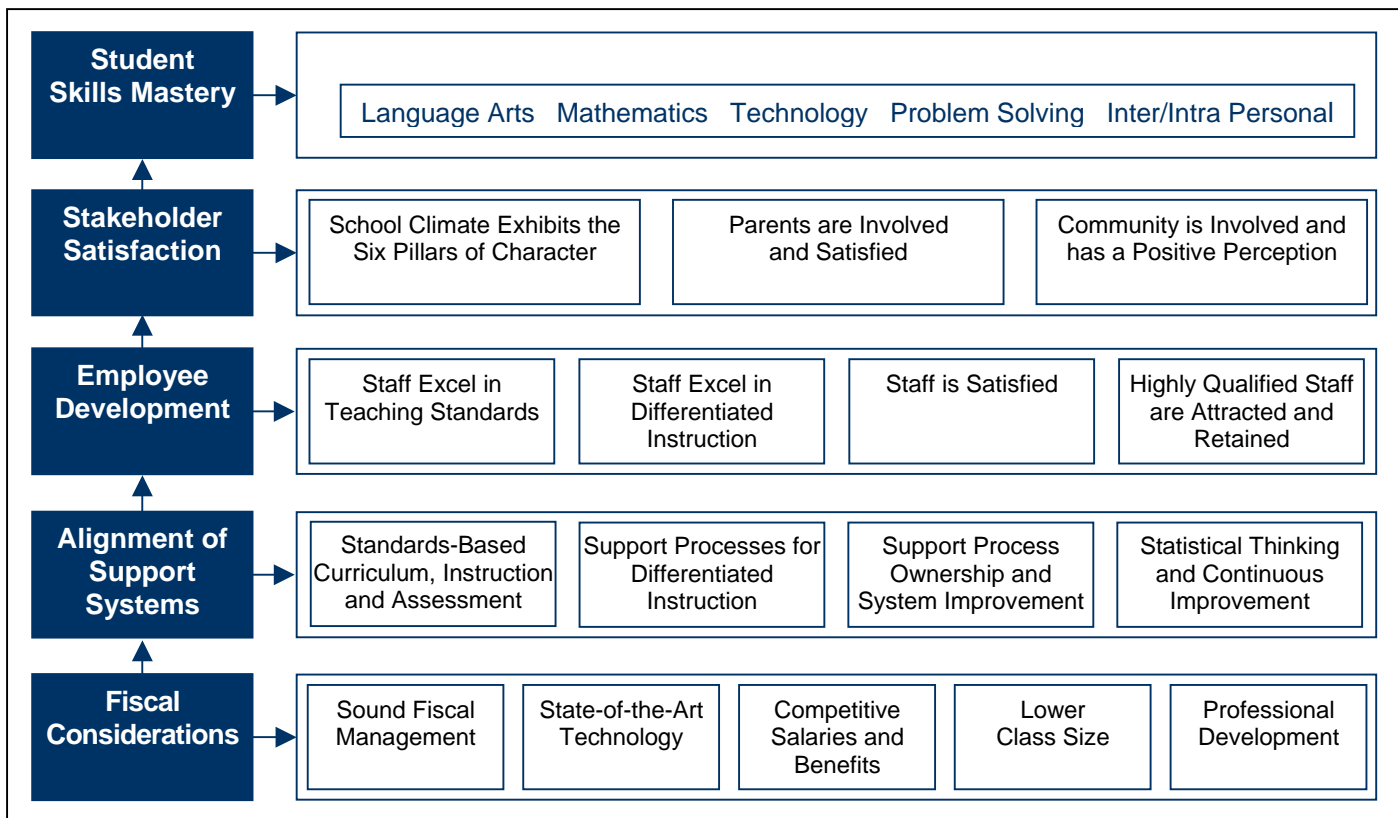 Student
Skills Mastery
Language Arts Mathematics Technology Problem Solving Inter/Intra Personal
Stakeholder
Satisfaction
School Climate Exhibits the
Six Pillars of Character
Parents are Involved
and Satisfied
Community is Involved and
has a Positive Perception
Employee
Development
Staff Excel in
Teaching Standards
Staff Excel in
Differentiated
Instruction
Staff is Satisfied
Highly Qualified Staff
are Attracted and
Retained
Alignment of
Support
Systems
Standards-Based
Curriculum, Instruction
and Assessment
Support Processes for
Differentiated
Instruction
Support Process
Ownership and
System Improvement
Statistical Thinking
and Continuous
Improvement
Fiscal
Considerations
Sound Fiscal
Management
State-of-the-Art
Technology
Competitive
Salaries and
Benefits
Lower
Class Size
Professional
Development